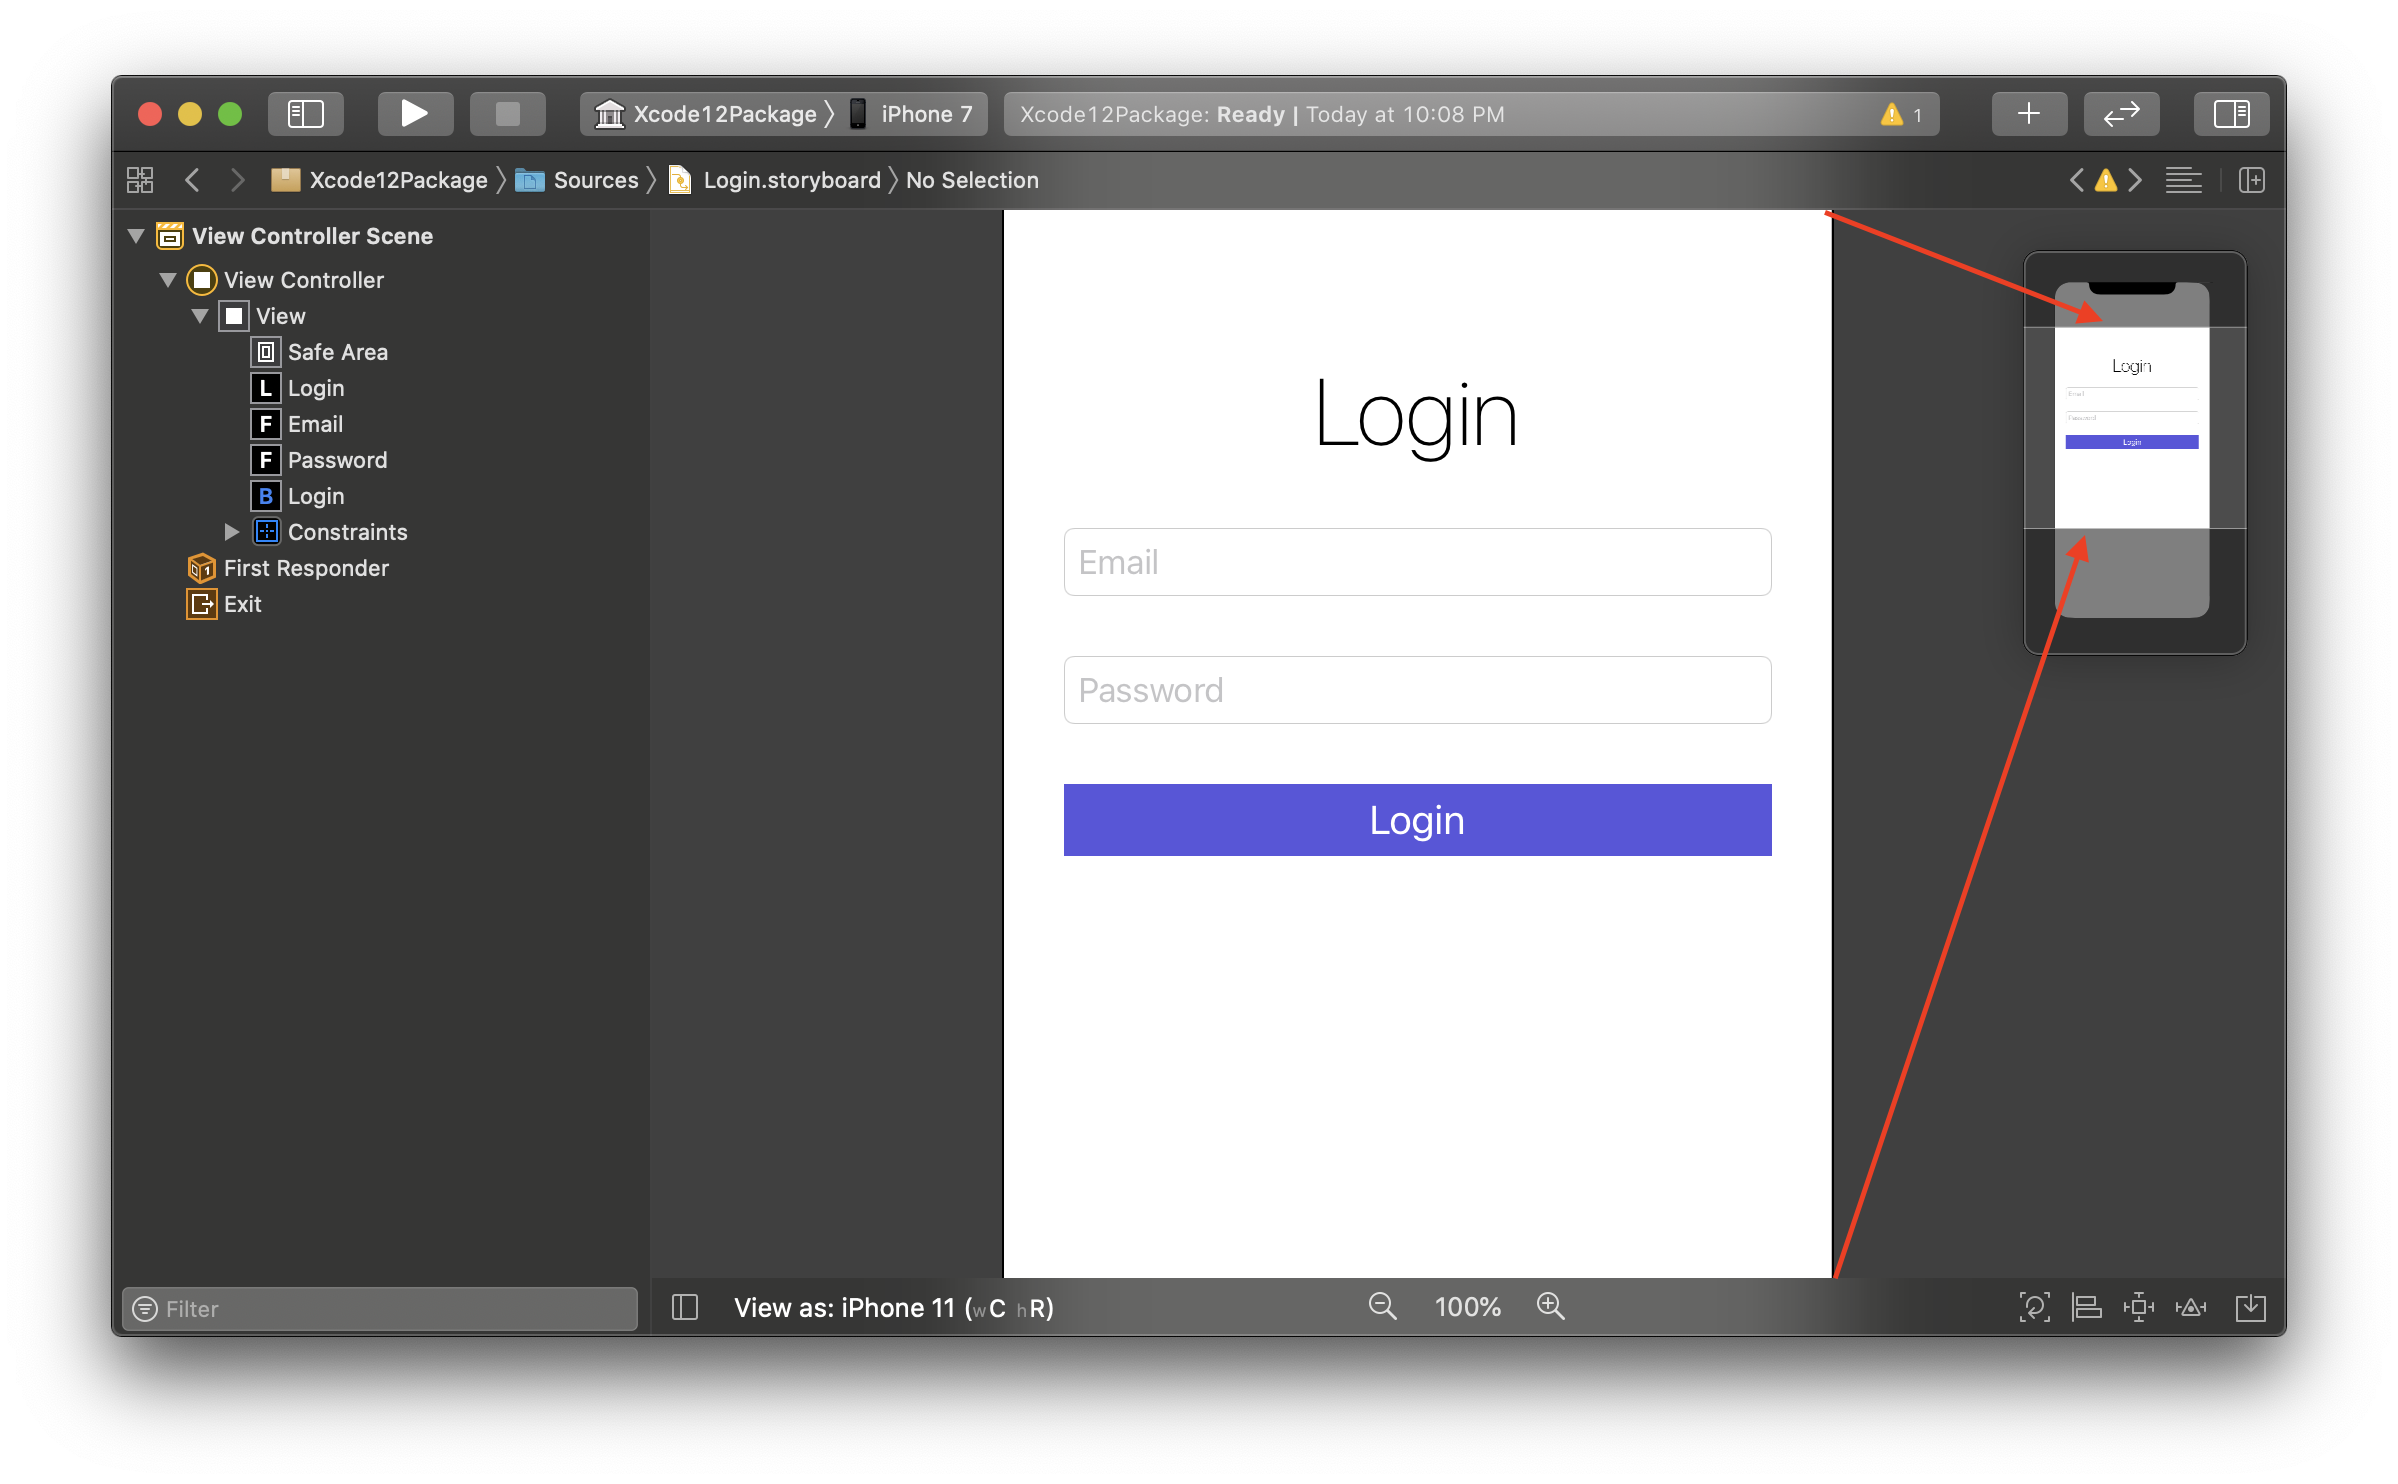 Xcode12Package 〉 iPhone 7
Xcode12Package: Ready | Today at 10:08 PM
1
Xcode12Package 〉 Sources 〉 Login.storyboard 〉 No Selection
View Controller Scene
View Controller
View
Safe Area
L Login
F Email
F Password
B Login
Constraints
First Responder
Exit
Filter
Login
Email
Password
Login
Login
Email
Password
Login
View as: iPhone 11 (wC hR)
100%